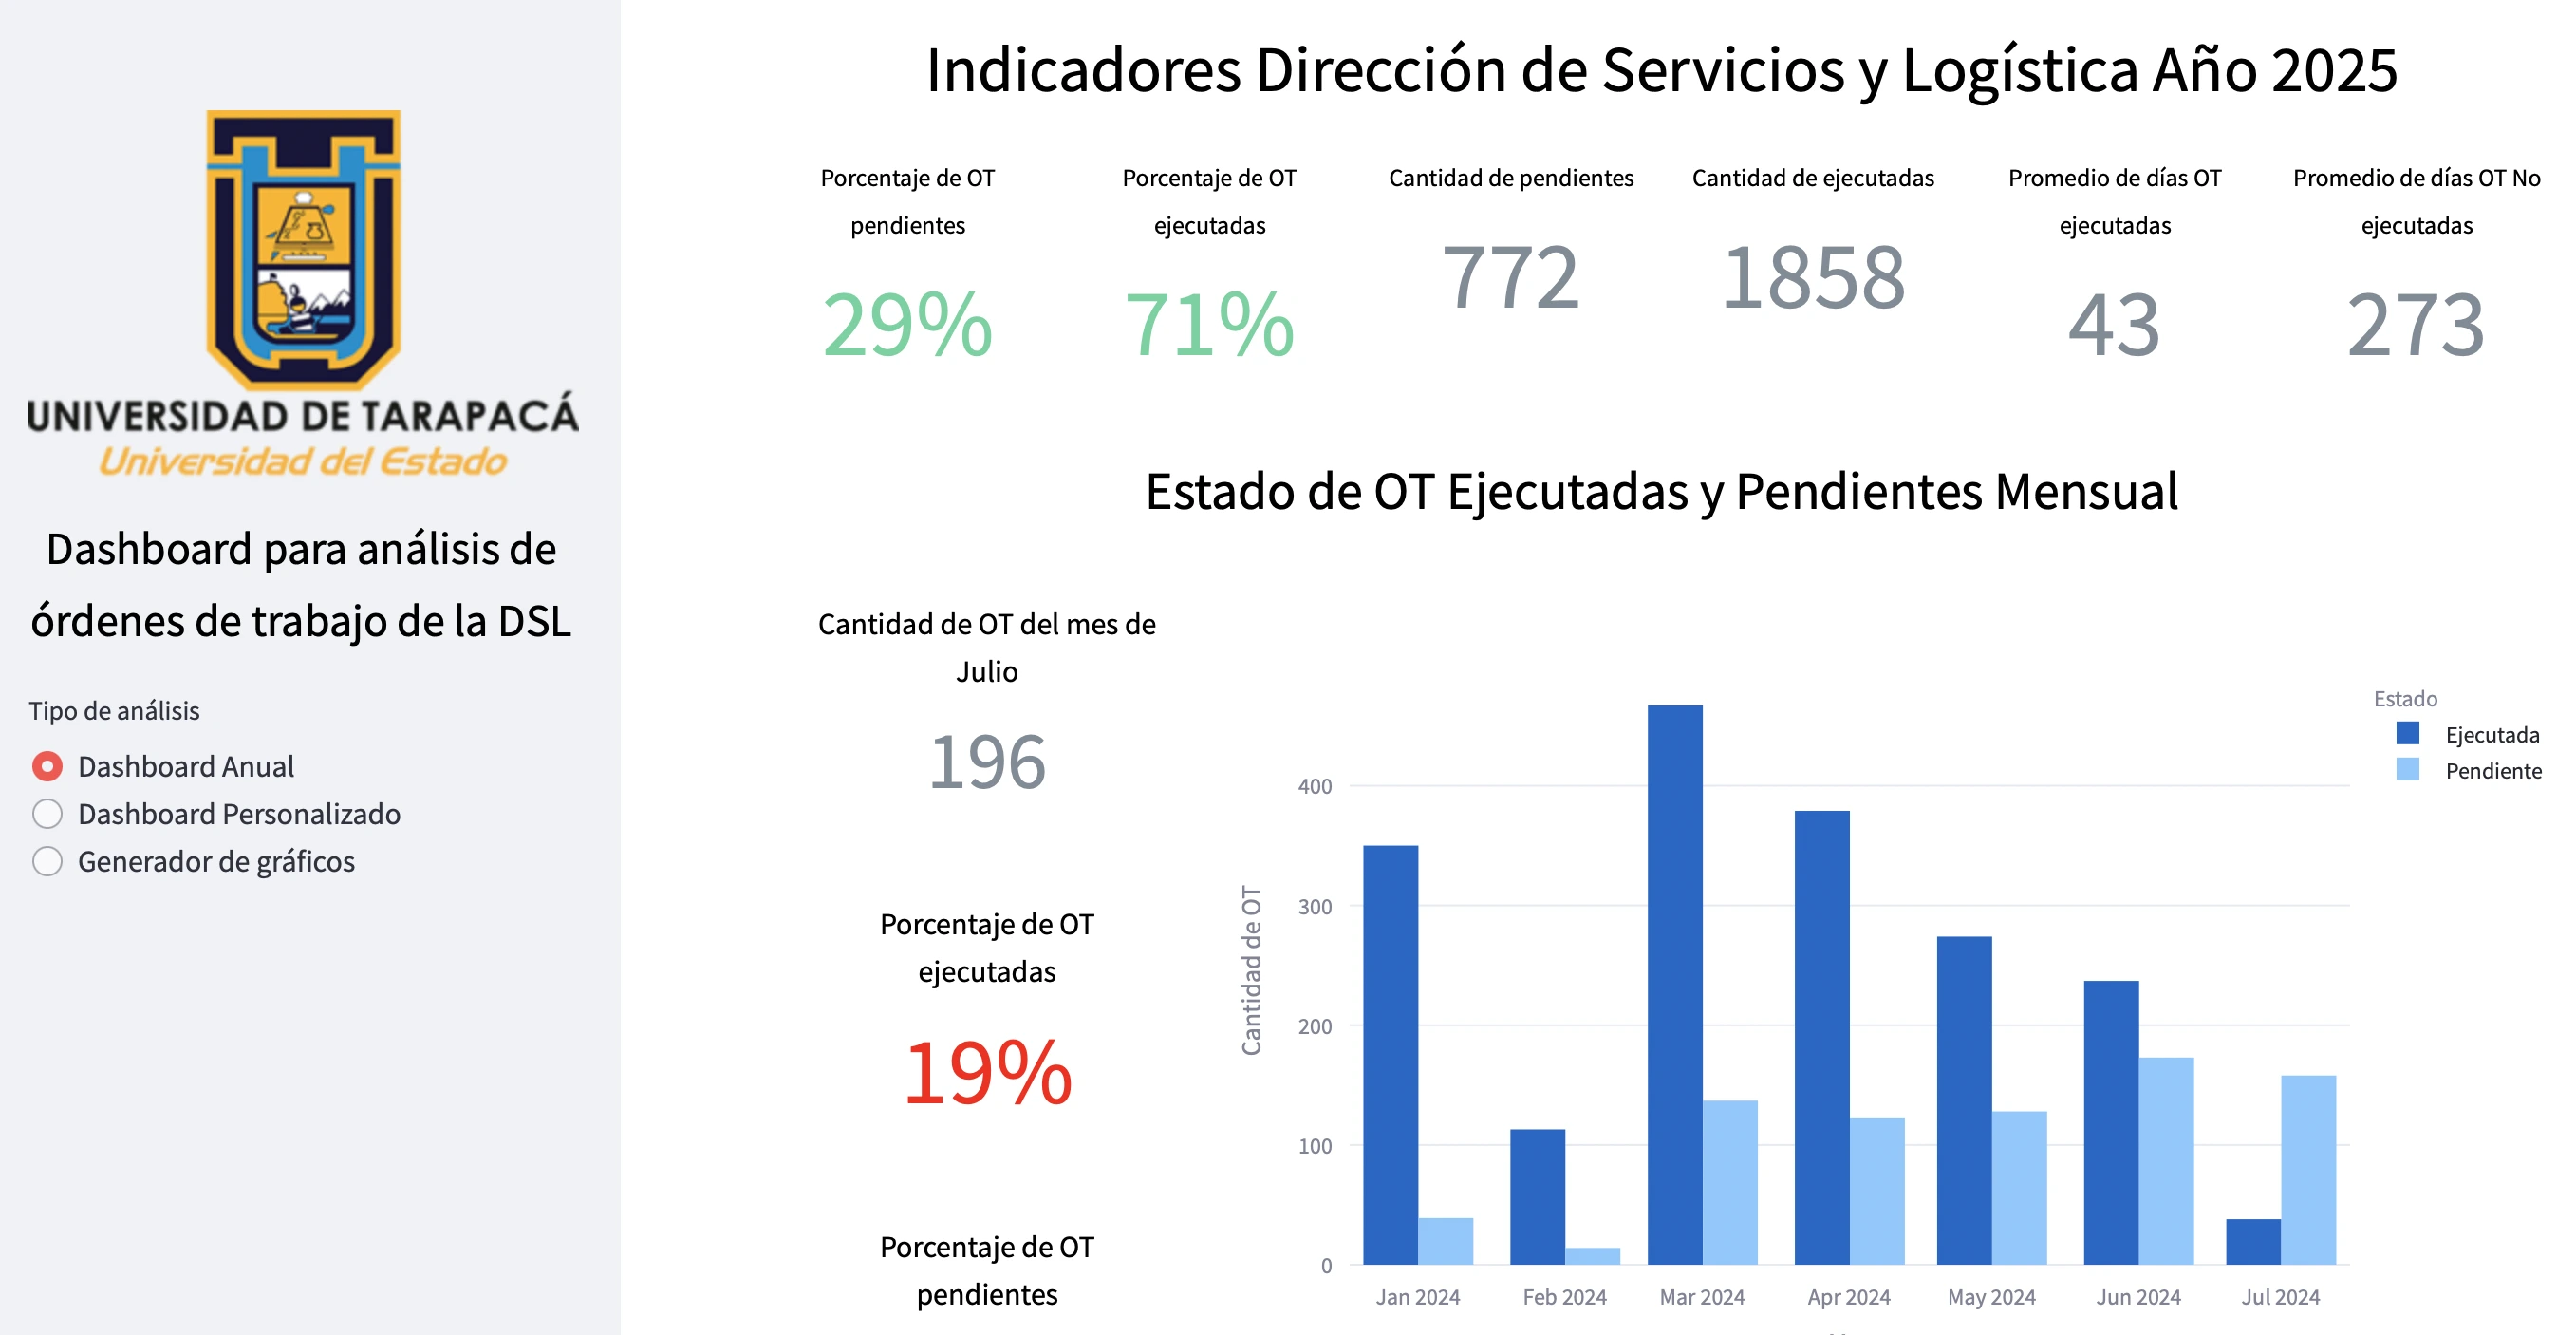 UNIVERSIDAD DE TARAPACÁ
Universidad del Estado
Dashboard para análisis de
órdenes de trabajo de la DSL
Tipo de análisis
Dashboard Anual
Dashboard Personalizado
Generador de gráficos
Indicadores Dirección de Servicios y Logística Año 2025
Porcentaje de OT
pendientes
29%
Porcentaje de OT
ejecutadas
71%
Cantidad de pendientes
772
Cantidad de ejecutadas
1858
Promedio de días OT
ejecutadas
43
Promedio de días OT No
ejecutadas
273
Estado de OT Ejecutadas y Pendientes Mensual
Cantidad de OT del mes de
Julio
196
Porcentaje de OT
ejecutadas
19%
Porcentaje de OT
pendientes
Cantidad de OT
400
300
200
100
0
Jan 2024
Feb 2024
Mar 2024
Apr 2024
May 2024
Jun 2024
Jul 2024
Estado
Ejecutada
Pendiente